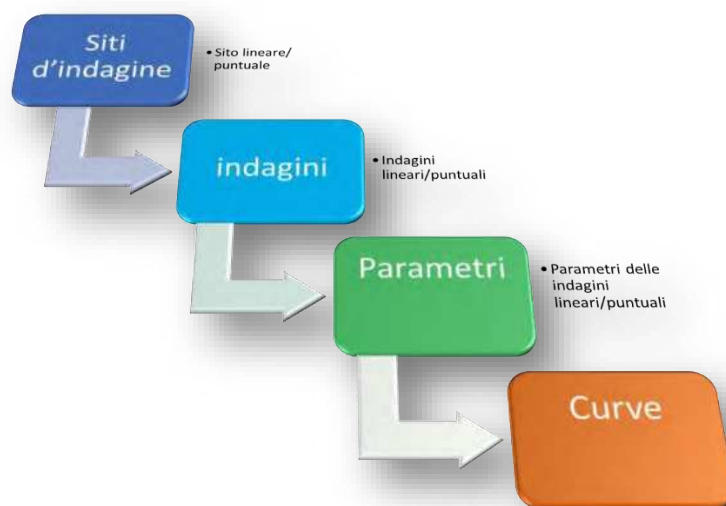 Siti
d'indagine
• Sito lineare/
puntuale
indagini
• Indagini
lineari/puntuali
Parametri
• Parametri delle
indagini
lineari/puntuali
Curve